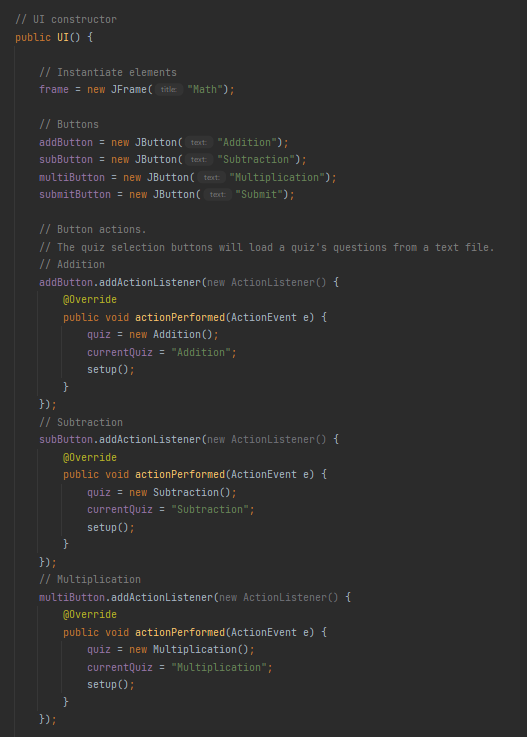 // UI constructor
public UI() {
// Instantiate elements
frame = new JFrame( title: "Math");
// Buttons
addButton = new JButton( text: "Addition");
subButton = new JButton( text: "Subtraction");
multiButton = new JButton( text: "Multiplication");
submitButton = new JButton( text: "Submit");
// Button actions.
// The quiz selection buttons will load a quiz's questions from a text file.
// Addition
addButton.addActionListener(new ActionListener() {
@Override
public void actionPerformed(ActionEvent e) {
quiz = new Addition();
currentQuiz = "Addition";
setup();
}
});
// Subtraction
subButton.addActionListener(new ActionListener() {
@Override
public void actionPerformed(ActionEvent e) {
quiz = new Subtraction();
currentQuiz = "Subtraction";
setup();
}
});
// Multiplication
multiButton.addActionListener(new ActionListener() {
@Override
public void actionPerformed(ActionEvent e) {
quiz = new Multiplication();
currentQuiz = "Multiplication";
setup();
}
});